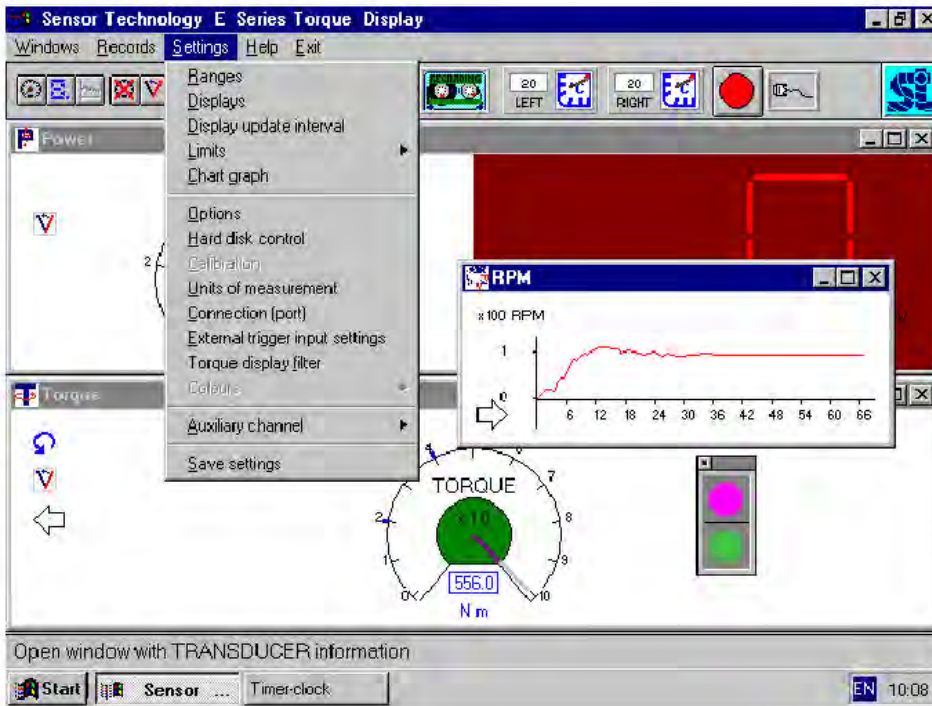 Sensor Technology E Series Torque Display
Windows Records Settings Help Exit
Ranges
Displays
Display update interval
Limits
Chart graph
Options
Hard disk control
Calibration
Units of measurement
Connection (port)
External trigger input settings
Torque display filter
Colours
Auxiliary channel
Save settings
RECORDING
20
LEFT
°C
20
RIGHT
°C
Power
2
RPM
x100 RPM
1
0
6 12 18 24 30 36 42 48 54 60 66
Torque
TORQUE
x10
0 1 2 4 6 7 8 9 10
556.0
N m
Open window with TRANSDUCER information
Start Sensor ... Timer-clock EN 10:08